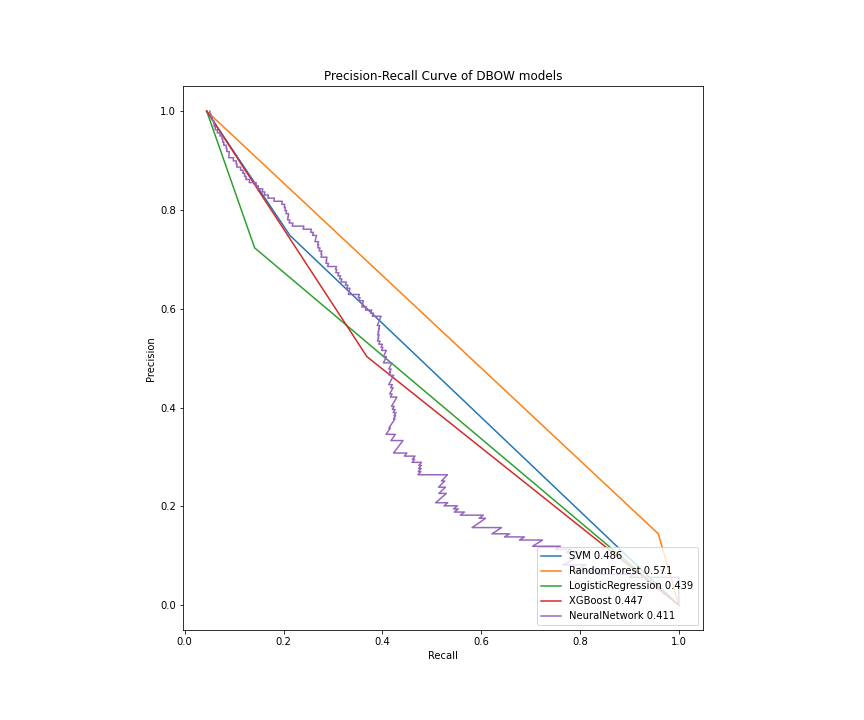 Precision-Recall Curve of DBOW models
1.0
0.8
0.6
0.4
0.2
0.0
Precision
0.0 0.2 0.4 0.6 0.8 1.0
Recall
SVM 0.486
RandomForest 0.571
LogisticRegression 0.439
XGBoost 0.447
NeuralNetwork 0.411